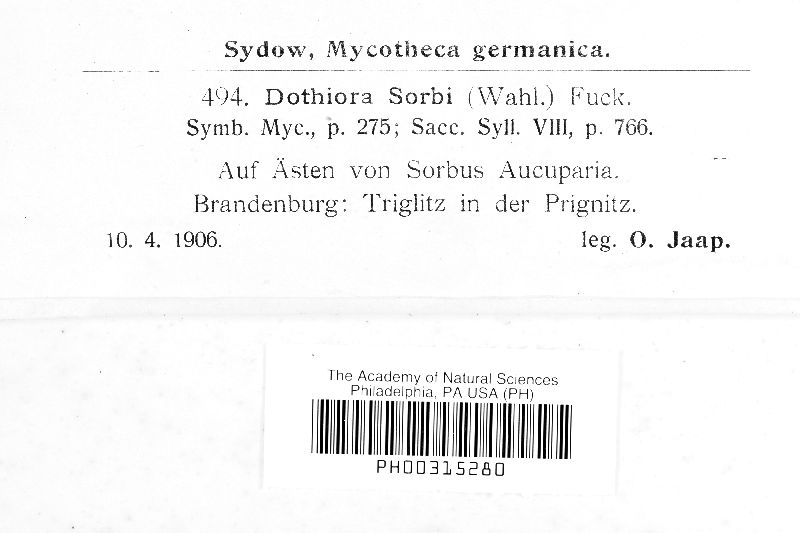 Sydow, Mycotheca germanica.
494. Dothiora Sorbi (Wahl.) Fuck.
Symb. Myc., p. 275; Sacc. Syll. VIII, p. 766.
Auf Ästen von Sorbus Aucuparia.
Brandenburg: Triglitz in der Prignitz.
10. 4. 1906. leg. O. Jaap.
The Academy of Natural Sciences
Philadelphia, PA USA (PH)
PH00315280